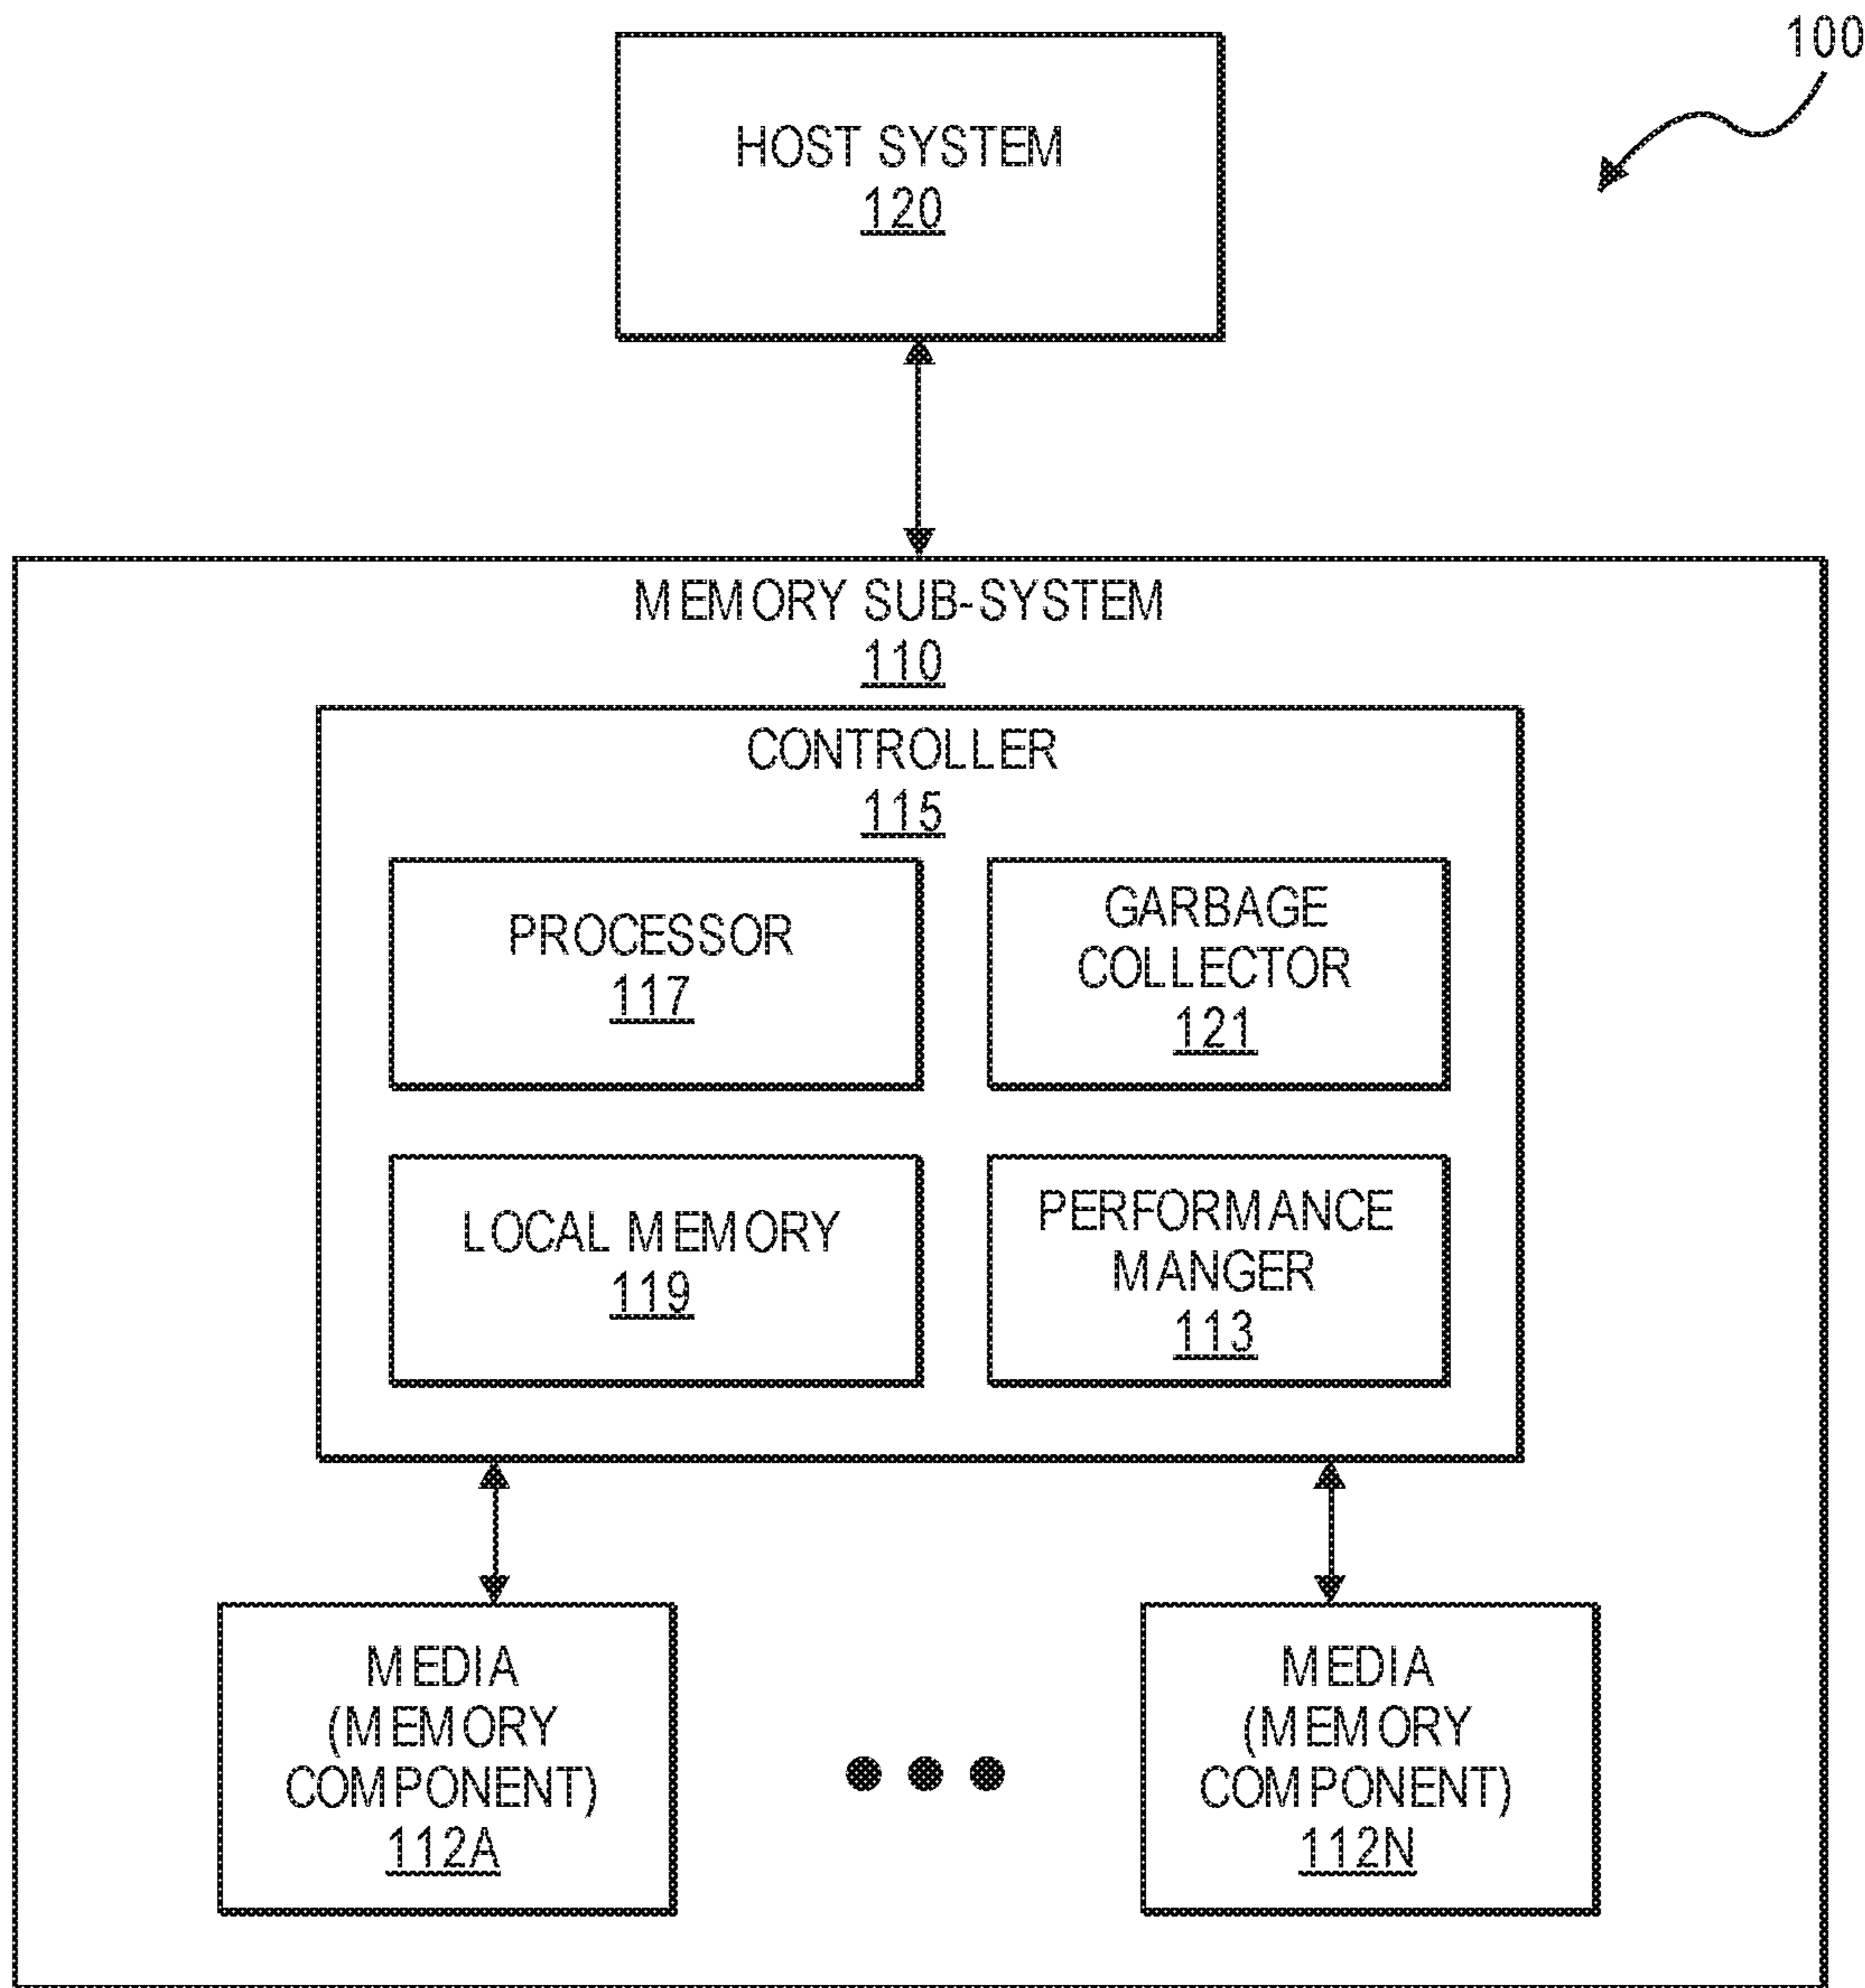 100
HOST SYSTEM
120
MEMORY SUB-SYSTEM
110
CONTROLLER
115
PROCESSOR
117
GARBAGE
COLLECTOR
121
LOCAL MEMORY
119
PERFORMANCE
MANGER
113
MEDIA
(MEMORY
COMPONENT)
112A
MEDIA
(MEMORY
COMPONENT)
112N